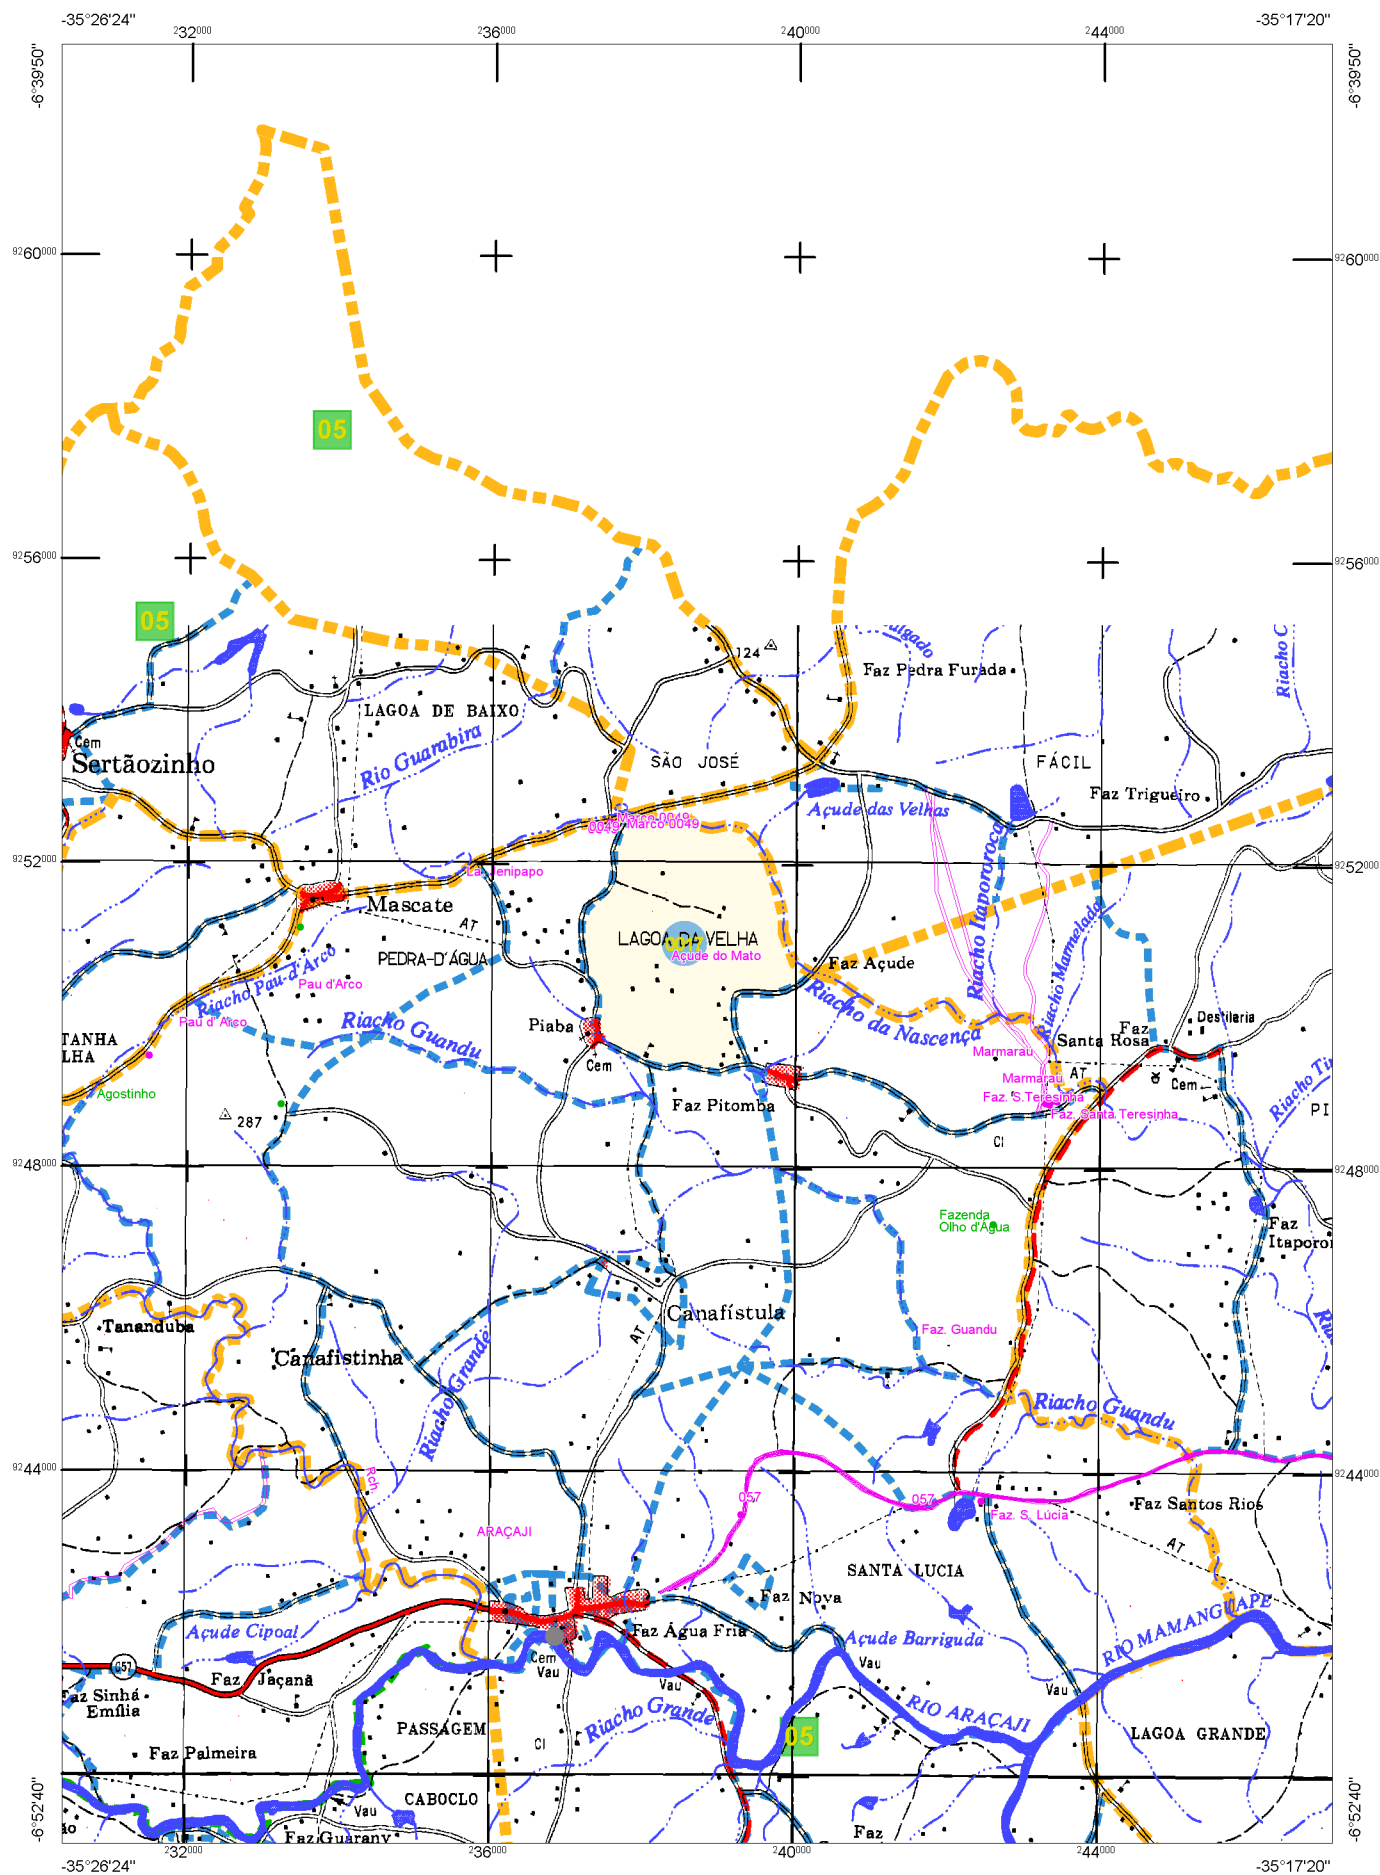 -35°26'24"
-35°17'20"
232000
236000
240000
244000
-6°39'50"
-6°39'50"
9260000
9260000
05
9256000
9256000
05
124
Faz Pedra Furada
Riacho C
LAGOA DE BAIXO
Rio Guarabira
Cem
Sertãozinho
SÃO JOSÉ
FÁCIL
Faz Trigueiro
Açude das Velhas
Marco 0049
0049
Marco 0049
9252000
9252000
La. Jenipapo
Mascate
AT
PEDRA-D'ÁGUA
LAGOA DA VELHA
Açude do Mato
Faz Açude
Riacho Itapororoca
Riacho Marmelada
Riacho Pau-d'Arco
Pau d'Arco
Pau d'Arco
Riacho Guandu
Piaba
Riacho da Nascença
TANHA
LHA
Faz
Santa Rosa
Destilaria
Marmarau
Cem
Marmarau
AT
Cem
Agostinho
Faz Pitomba
Faz. S.Teresinha
Faz. Santa Teresinha
287
CI
PI
9248000
9248000
Fazenda
Olho d'Água
Faz
Itaporo
Tananduba
Canafístula
Faz. Guandu
AT
Canafistinha
Riacho Grande
Riacho Guandu
9244000
9244000
Rch.
057
057
Faz. S. Lúcia
Faz Santos Rios
ARAÇAJI
AT
SANTA LUCIA
Faz Nova
Açude Cipoal
Faz Água Fria
Açude Barriguda
RIO MAMANGUAPE
Cem
Vau
Vau
057
Faz Jaçanã
Vau
Vau
Faz Sinhá
Emília
Riacho Grande
RIO ARAÇAJI
PASSAGEM
CI
05
LAGOA GRANDE
Faz Palmeira
CABOCLO
Vau
Faz Guarany
Faz
-6°52'40"
-6°52'40"
232000
236000
240000
244000
-35°26'24"
-35°17'20"